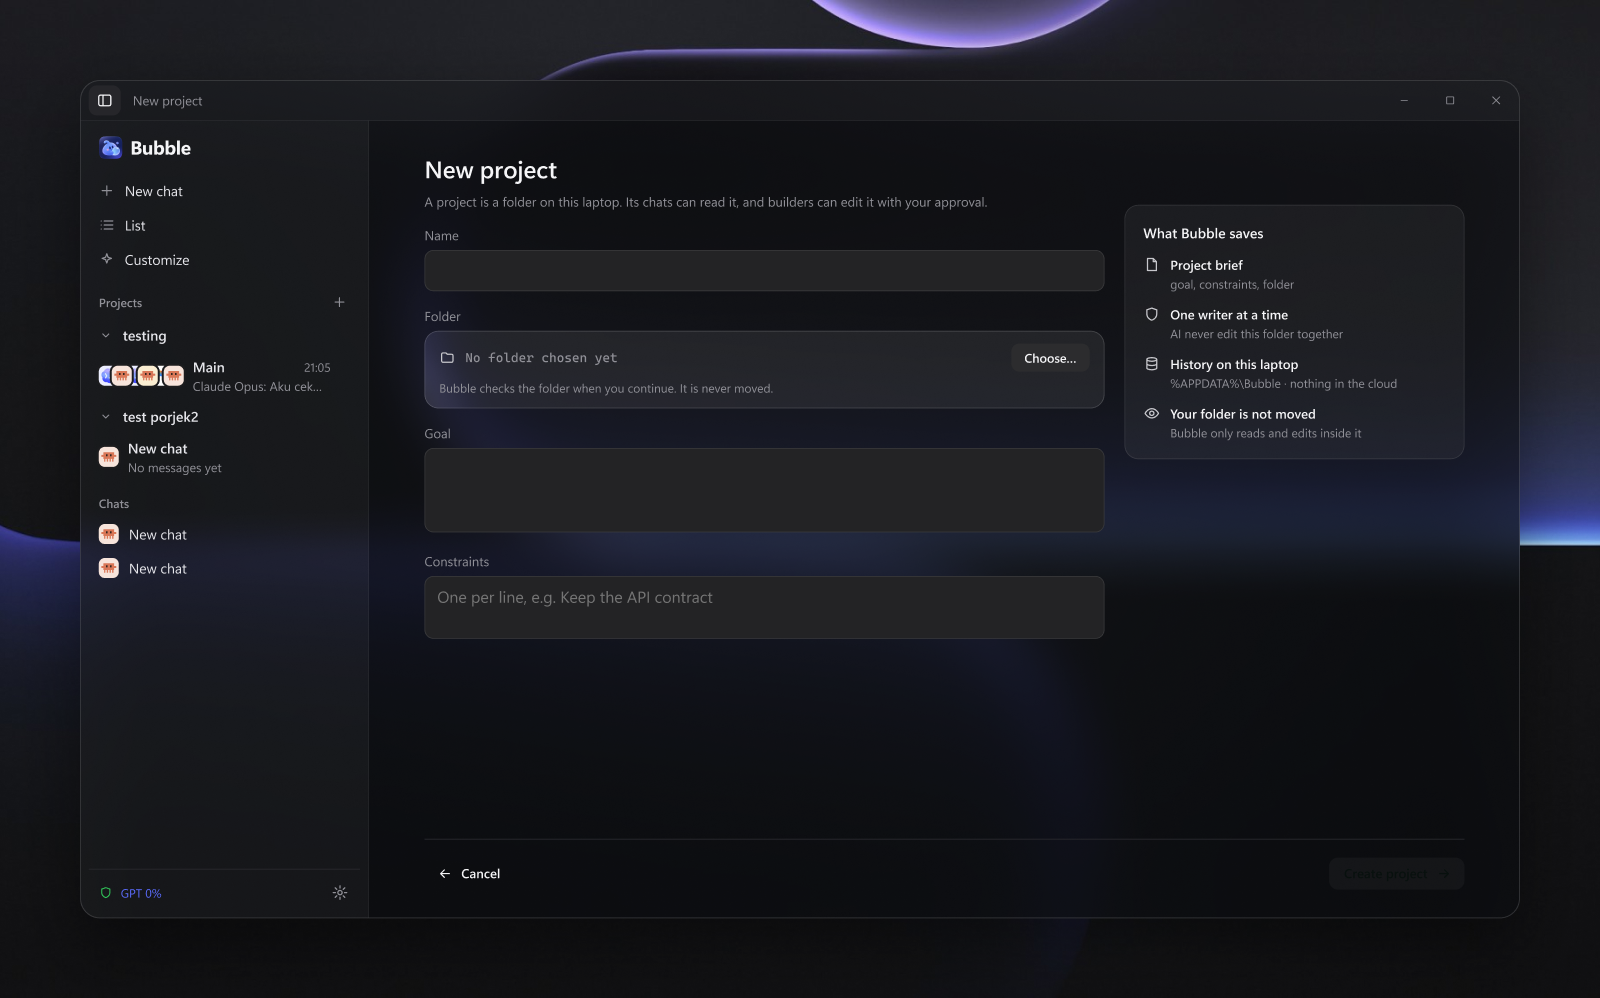 New project
Bubble
New chat
List
Customize
Projects
testing
Main
21:05
Claude Opus: Aku cek...
test porjek2
New chat
No messages yet
Chats
New chat
New chat
GPT 0%
New project
A project is a folder on this laptop. Its chats can read it, and builders can edit it with your approval.
Name
Folder
No folder chosen yet
Choose...
Bubble checks the folder when you continue. It is never moved.
Goal
Constraints
One per line, e.g. Keep the API contract
What Bubble saves
Project brief
goal, constraints, folder
One writer at a time
AI never edit this folder together
History on this laptop
%APPDATA%\Bubble · nothing in the cloud
Your folder is not moved
Bubble only reads and edits inside it
Cancel
Create project